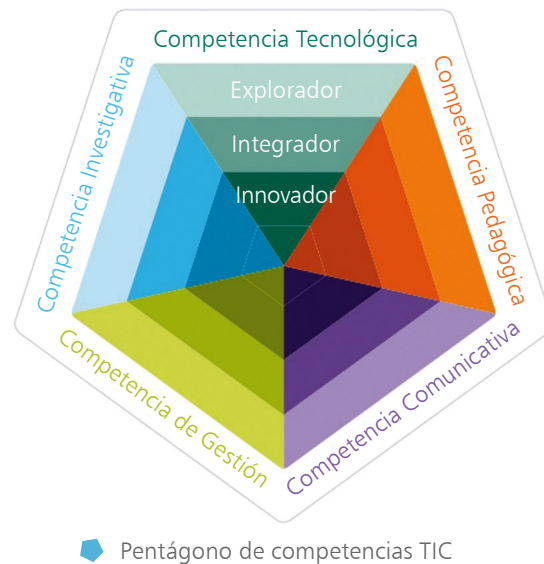 Competencia Tecnológica
Explorador
Integrador
Innovador
Competencia Investigativa
Competencia Pedagógica
Competencia de Gestión
Competencia Comunicativa
Pentágono de competencias TIC